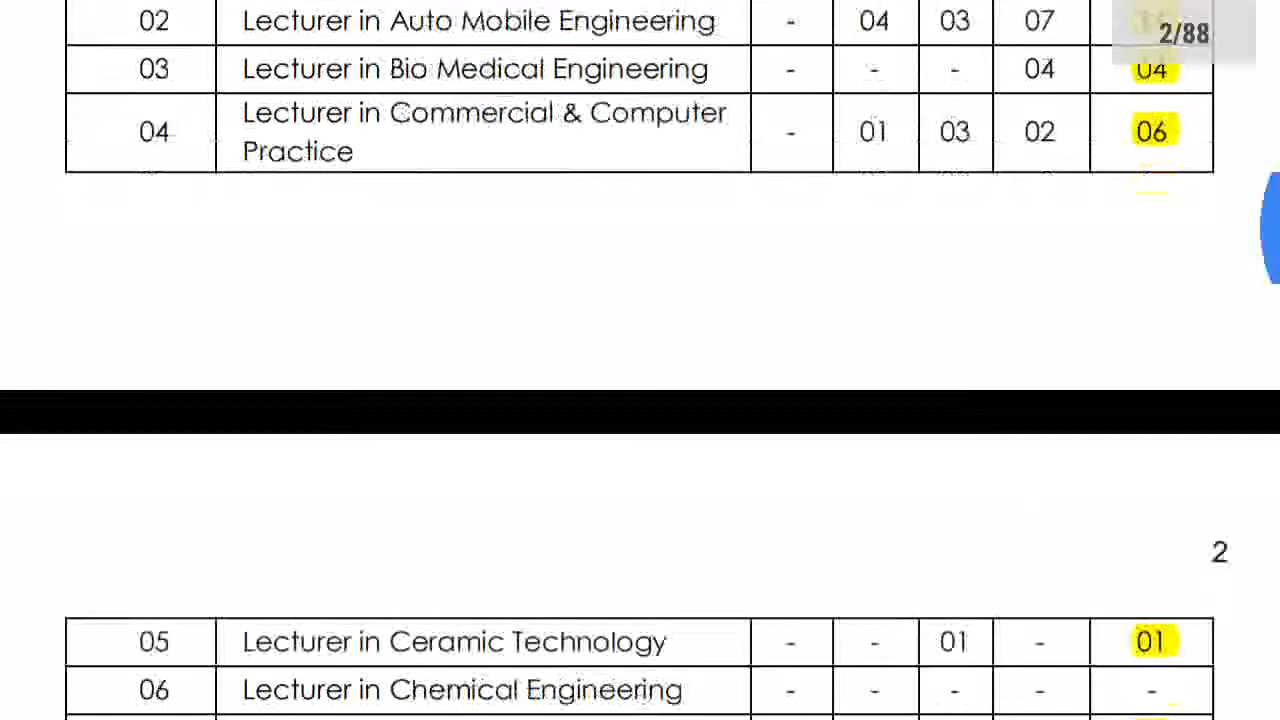 02 Lecturer in Auto Mobile Engineering - 04 03 07
2/88
03 Lecturer in Bio Medical Engineering - - - 04 04
04 Lecturer in Commercial & Computer Practice - 01 03 02 06
2
05 Lecturer in Ceramic Technology - - 01 - 01
06 Lecturer in Chemical Engineering - - - - -